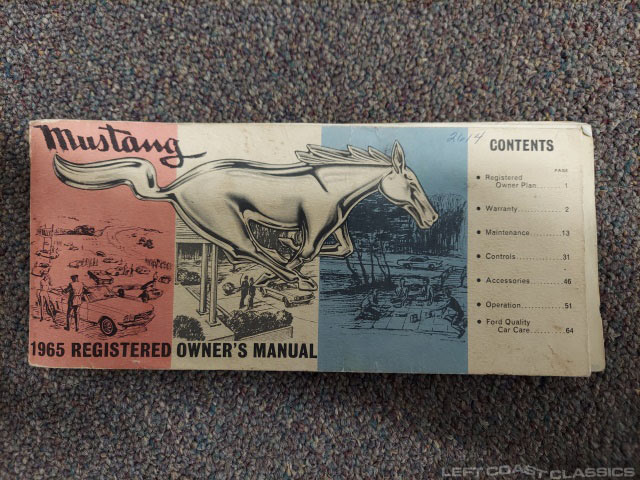 Mustang
2614
1965 REGISTERED OWNER'S MANUAL
CONTENTS
PAGE
• Registered
Owner Plan.......1
• Warranty.............2
• Maintenance........13
• Controls............31
• Accessories........46
• Operation...........51
• Ford Quality
Car Care.........64
LEFT COAST CLASSICS